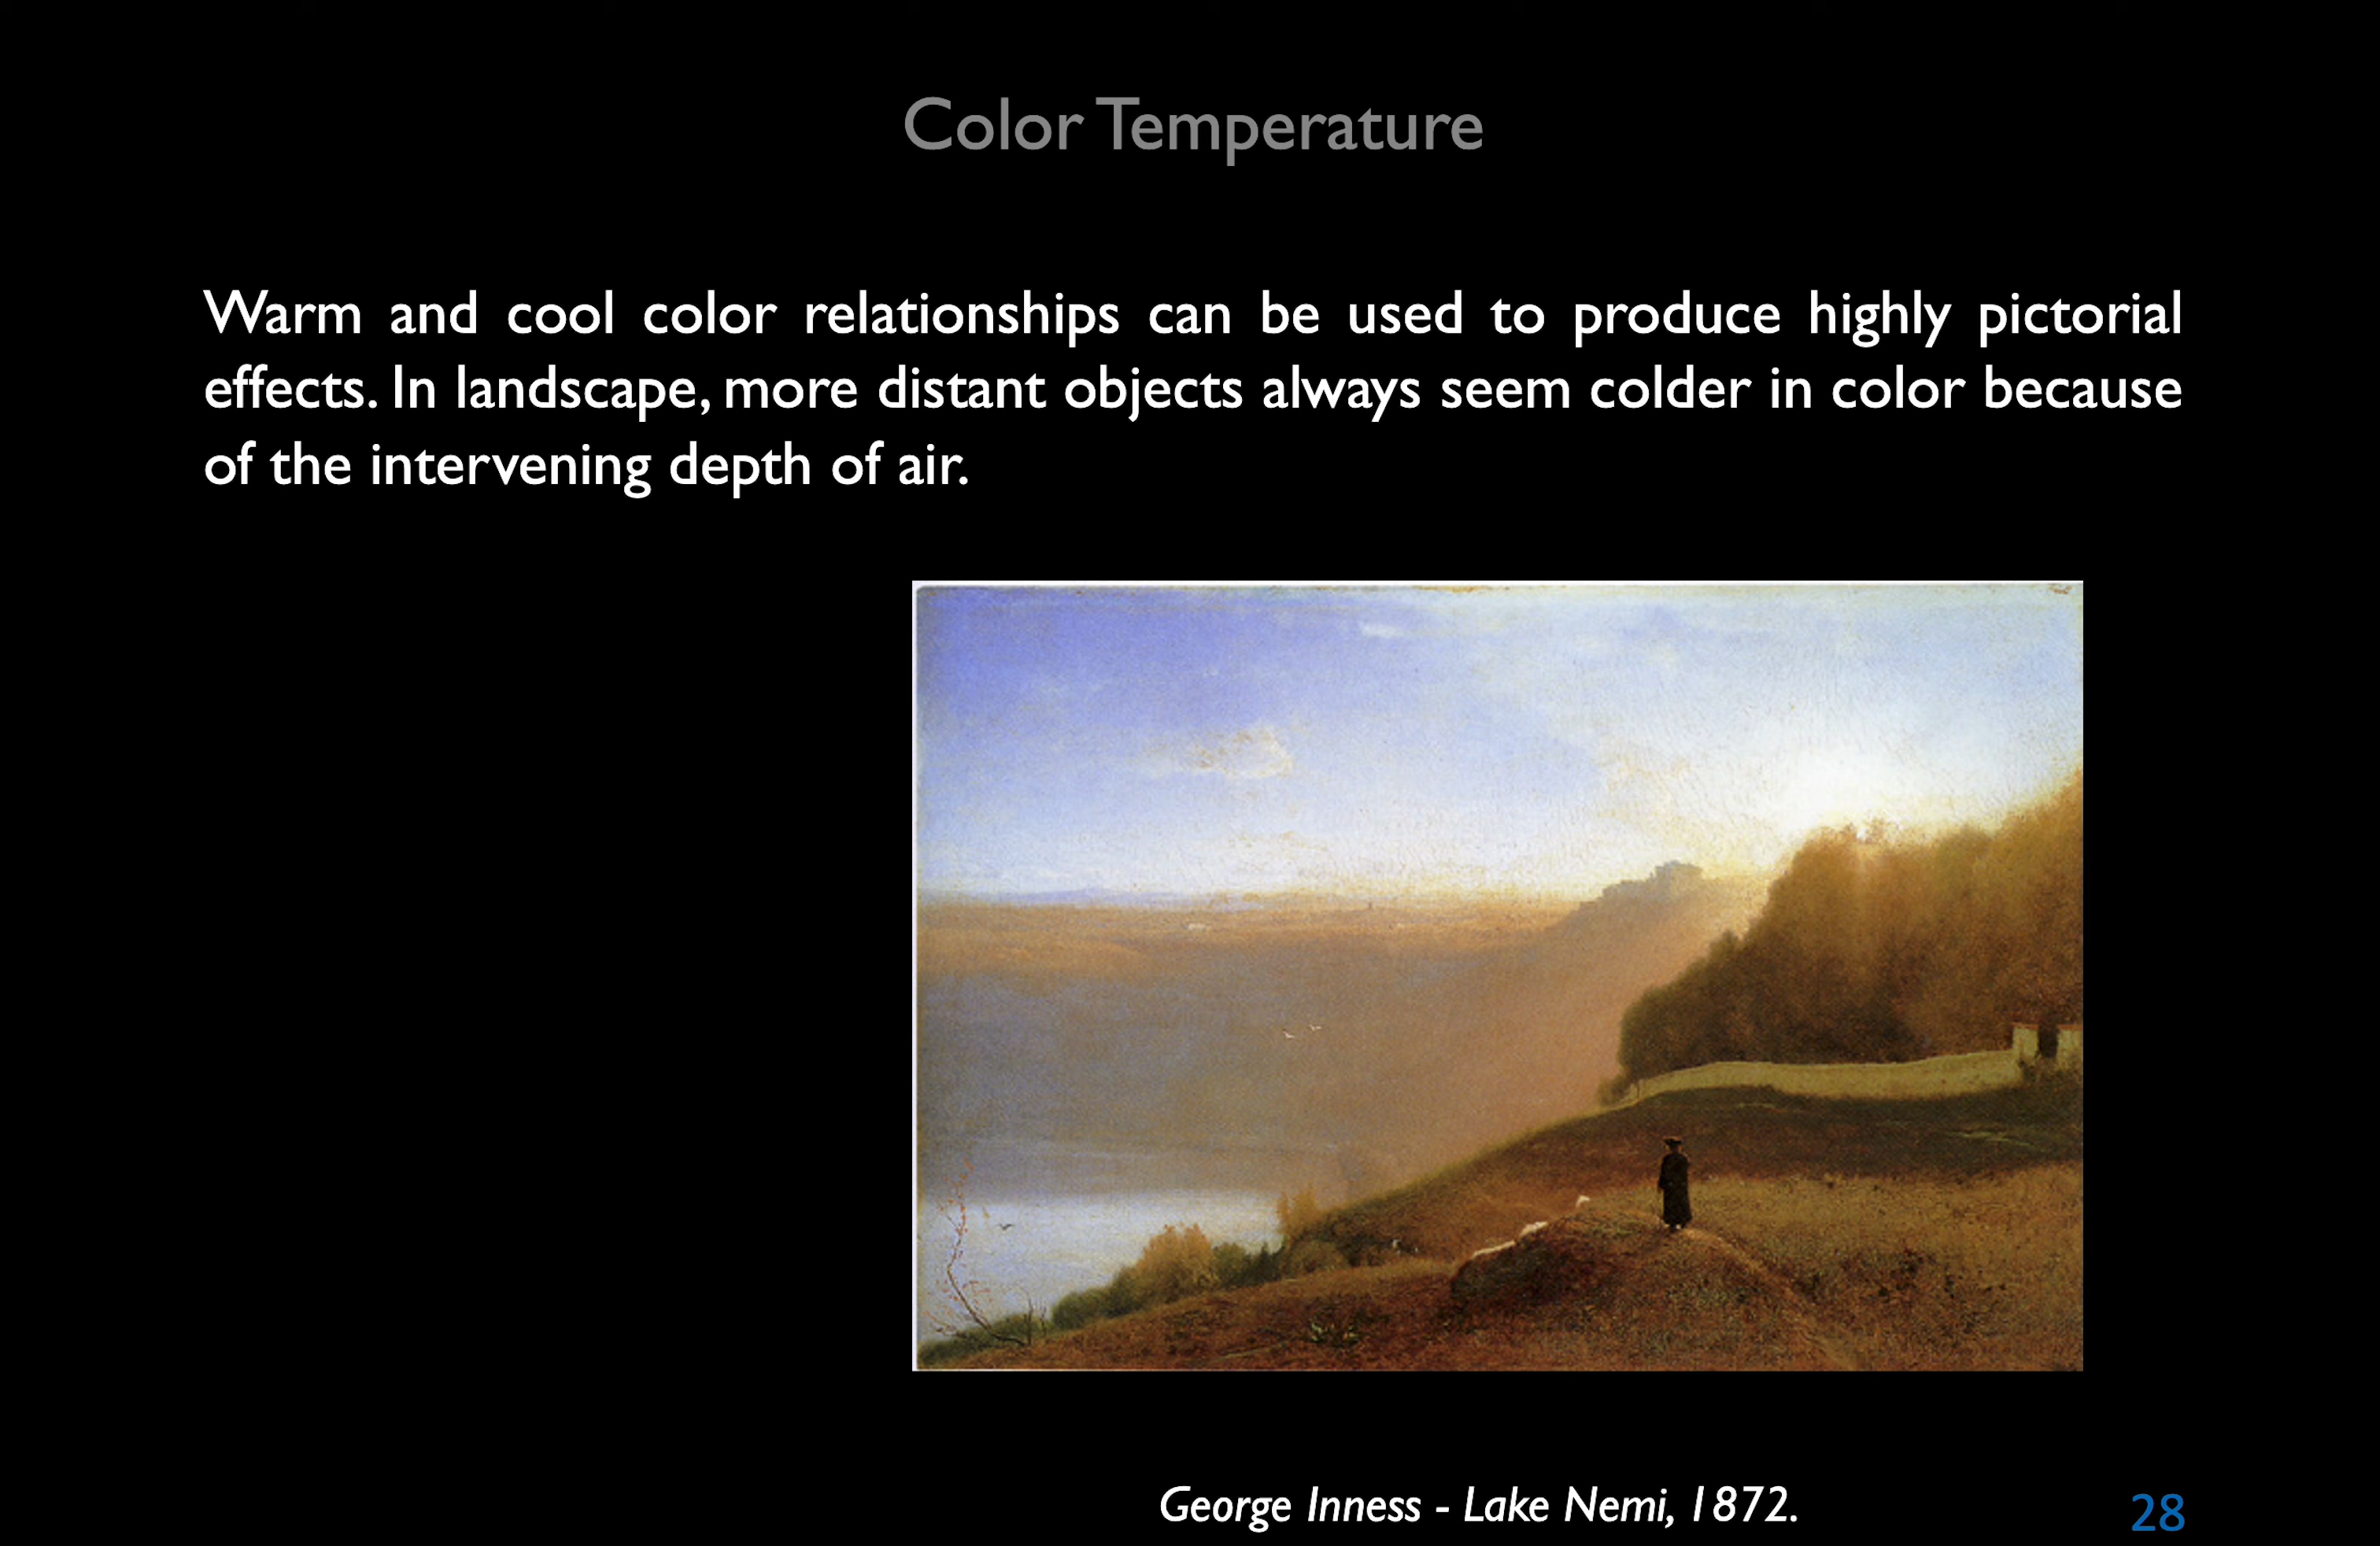 Color Temperature
Warm and cool color relationships can be used to produce highly pictorial
effects. In landscape, more distant objects always seem colder in color because
of the intervening depth of air.
George Inness - Lake Nemi, 1872.
28